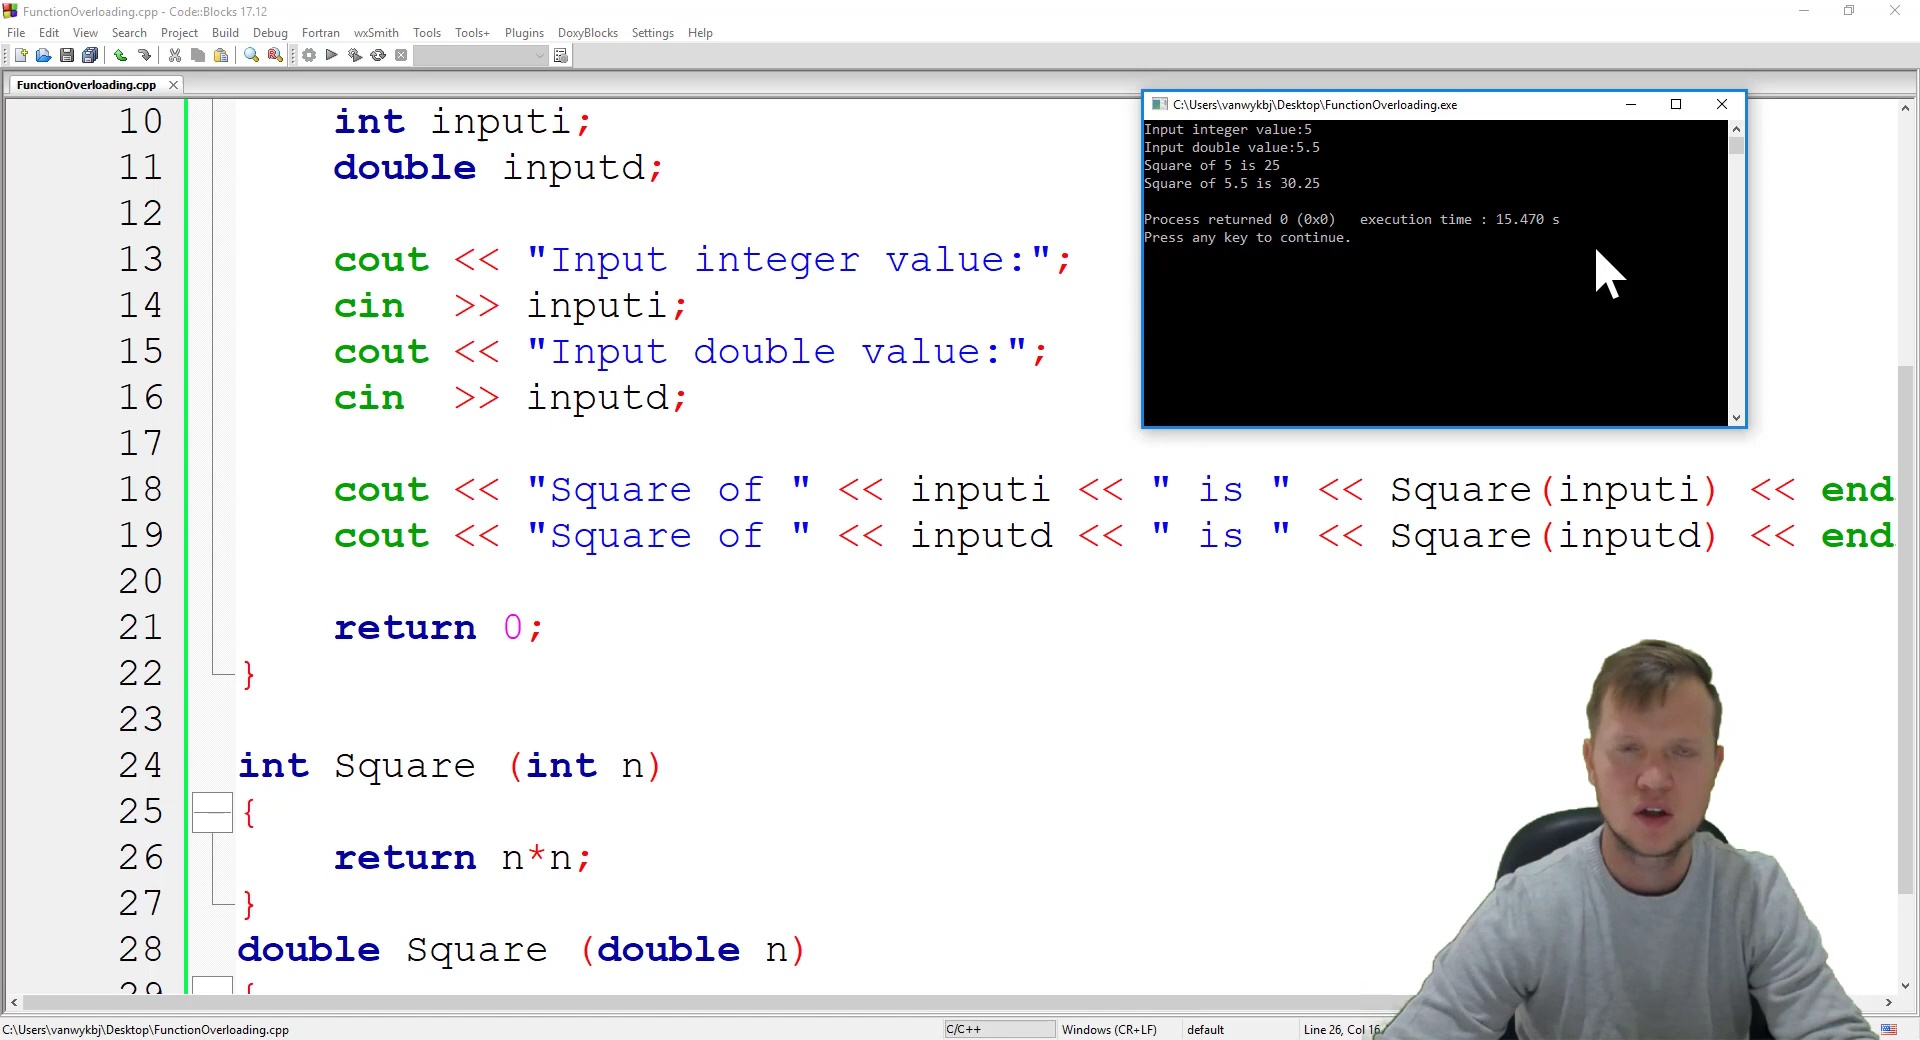 FunctionOverloading.cpp - Code::Blocks 17.12
File Edit View Search Project Build Debug Fortran wxSmith Tools Tools+ Plugins DoxyBlocks Settings Help
FunctionOverloading.cpp
C:\Users\vanwykbj\Desktop\FunctionOverloading.exe
Input integer value:5
Input double value:5.5
Square of 5 is 25
Square of 5.5 is 30.25
Process returned 0 (0x0)   execution time : 15.470 s
Press any key to continue.
10 int inputi;
11 double inputd;
12
13 cout << "Input integer value:";
14 cin  >> inputi;
15 cout << "Input double value:";
16 cin  >> inputd;
17
18 cout << "Square of " << inputi << " is " << Square(inputi) << end
19 cout << "Square of " << inputd << " is " << Square(inputd) << end
20
21 return 0;
22 }
23
24 int Square (int n)
25 {
26 return n*n;
27 }
28 double Square (double n)
29 {
C:\Users\vanwykbj\Desktop\FunctionOverloading.cpp C/C++ Windows (CR+LF) default Line 26, Col 16